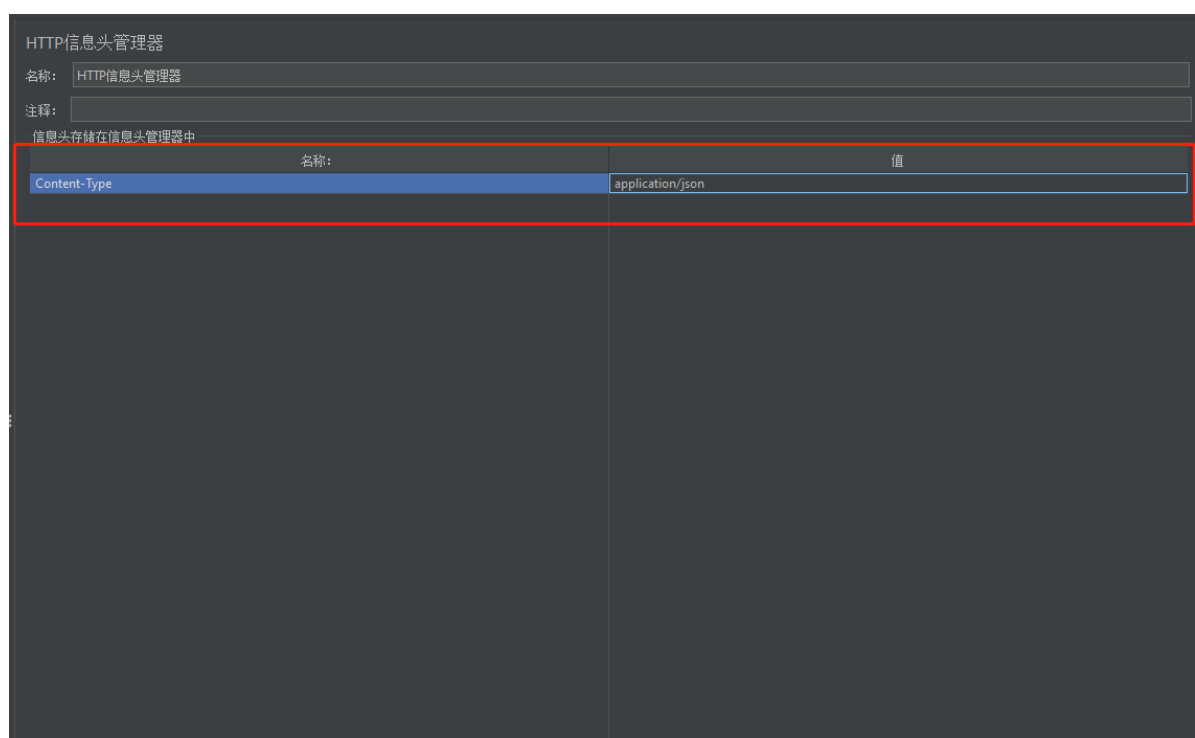 HTTP信息头管理器
名称： HTTP信息头管理器
注释：
信息头存储在信息头管理器中
名称： 值
Content-Type application/json